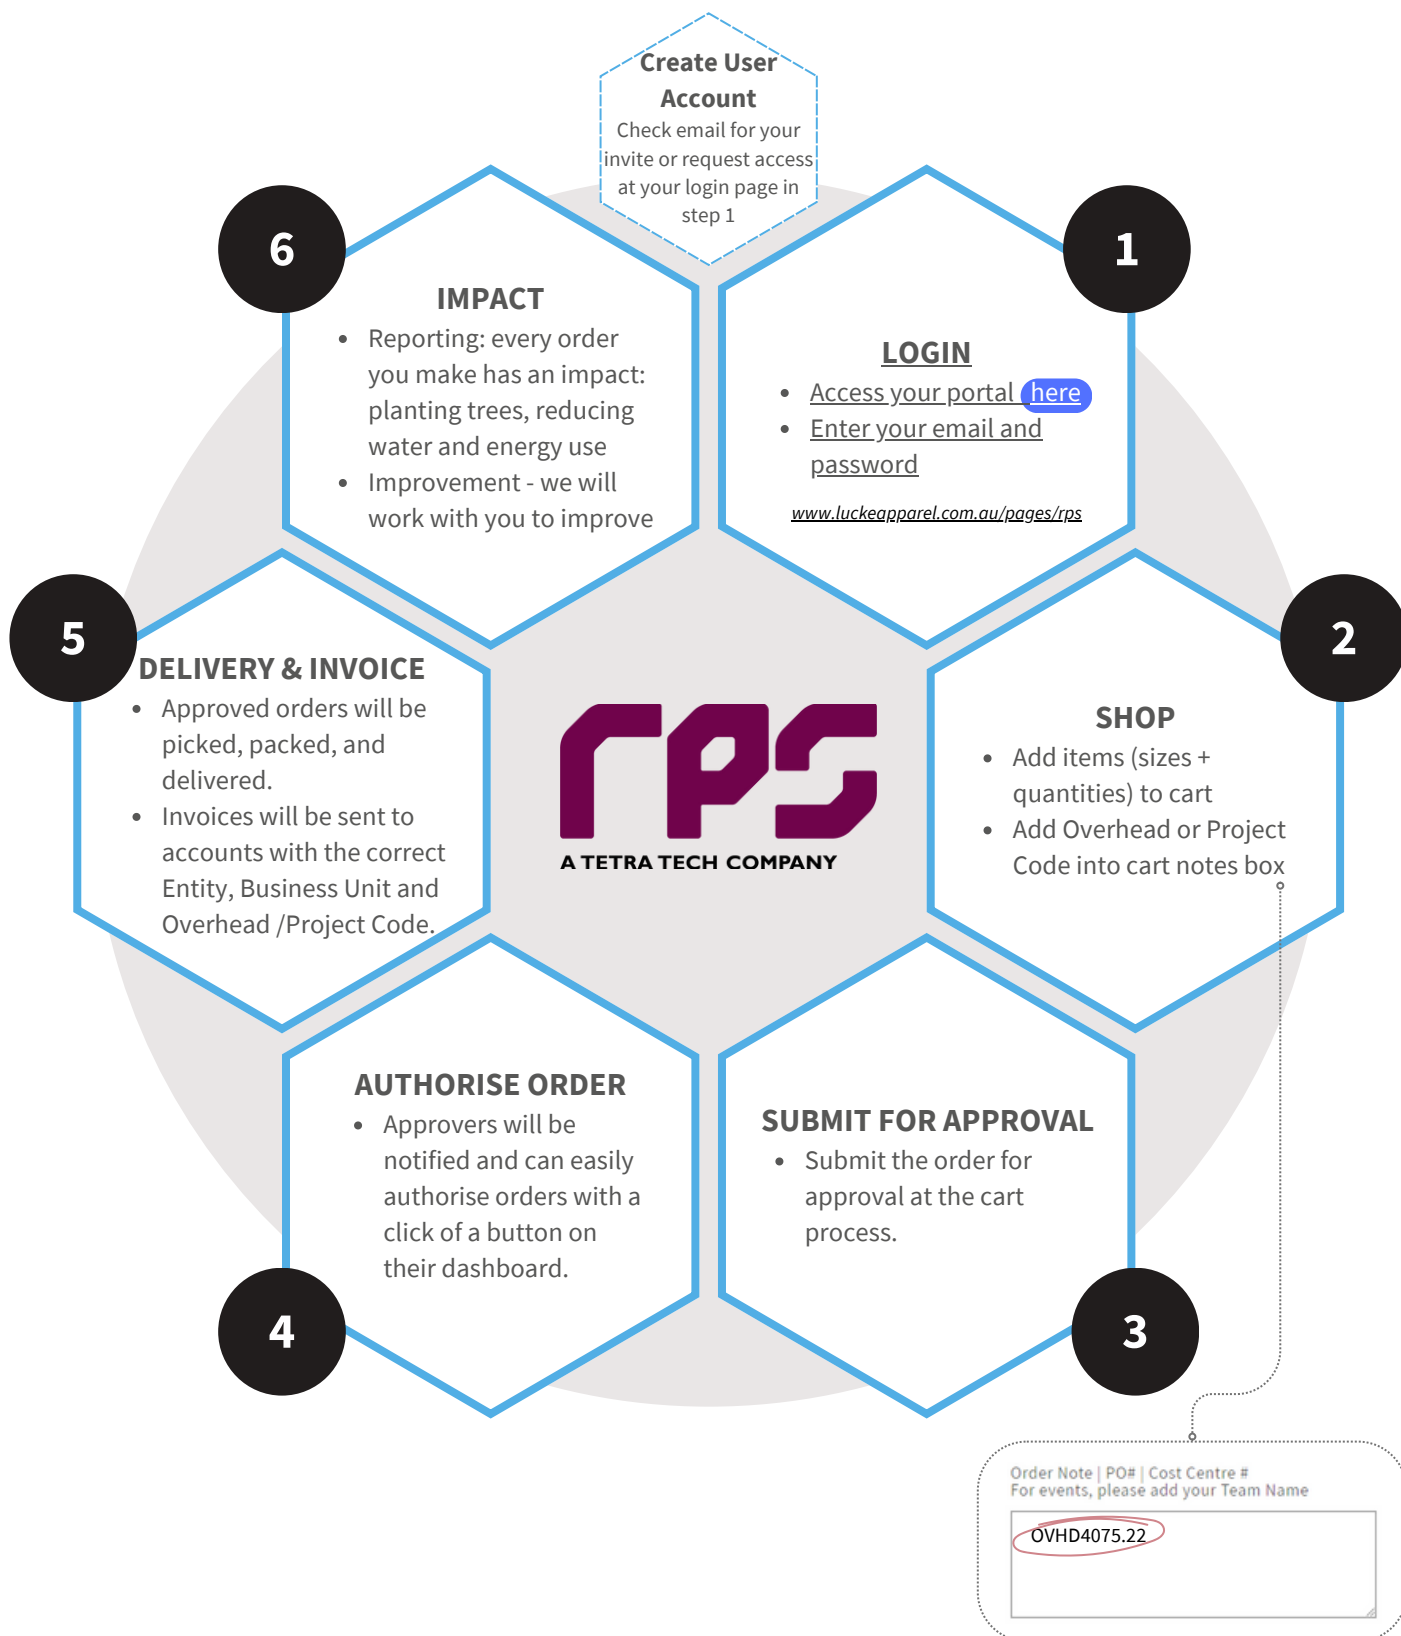 Create User
Account
Check email for your
invite or request access
at your login page in
step 1
1
LOGIN
• Access your portal here
• Enter your email and
password
www.luckeapparel.com.au/pages/rps
2
SHOP
• Add items (sizes +
quantities) to cart
• Add Overhead or Project
Code into cart notes box
3
SUBMIT FOR APPROVAL
• Submit the order for
approval at the cart
process.
4
AUTHORISE ORDER
• Approvers will be
notified and can easily
authorise orders with a
click of a button on
their dashboard.
5
DELIVERY & INVOICE
• Approved orders will be
picked, packed, and
delivered.
• Invoices will be sent to
accounts with the correct
Entity, Business Unit and
Overhead /Project Code.
6
IMPACT
• Reporting: every order
you make has an impact:
planting trees, reducing
water and energy use
• Improvement - we will
work with you to improve
rps
A TETRA TECH COMPANY
Order Note | PO# | Cost Centre #
For events, please add your Team Name
OVHD4075.22